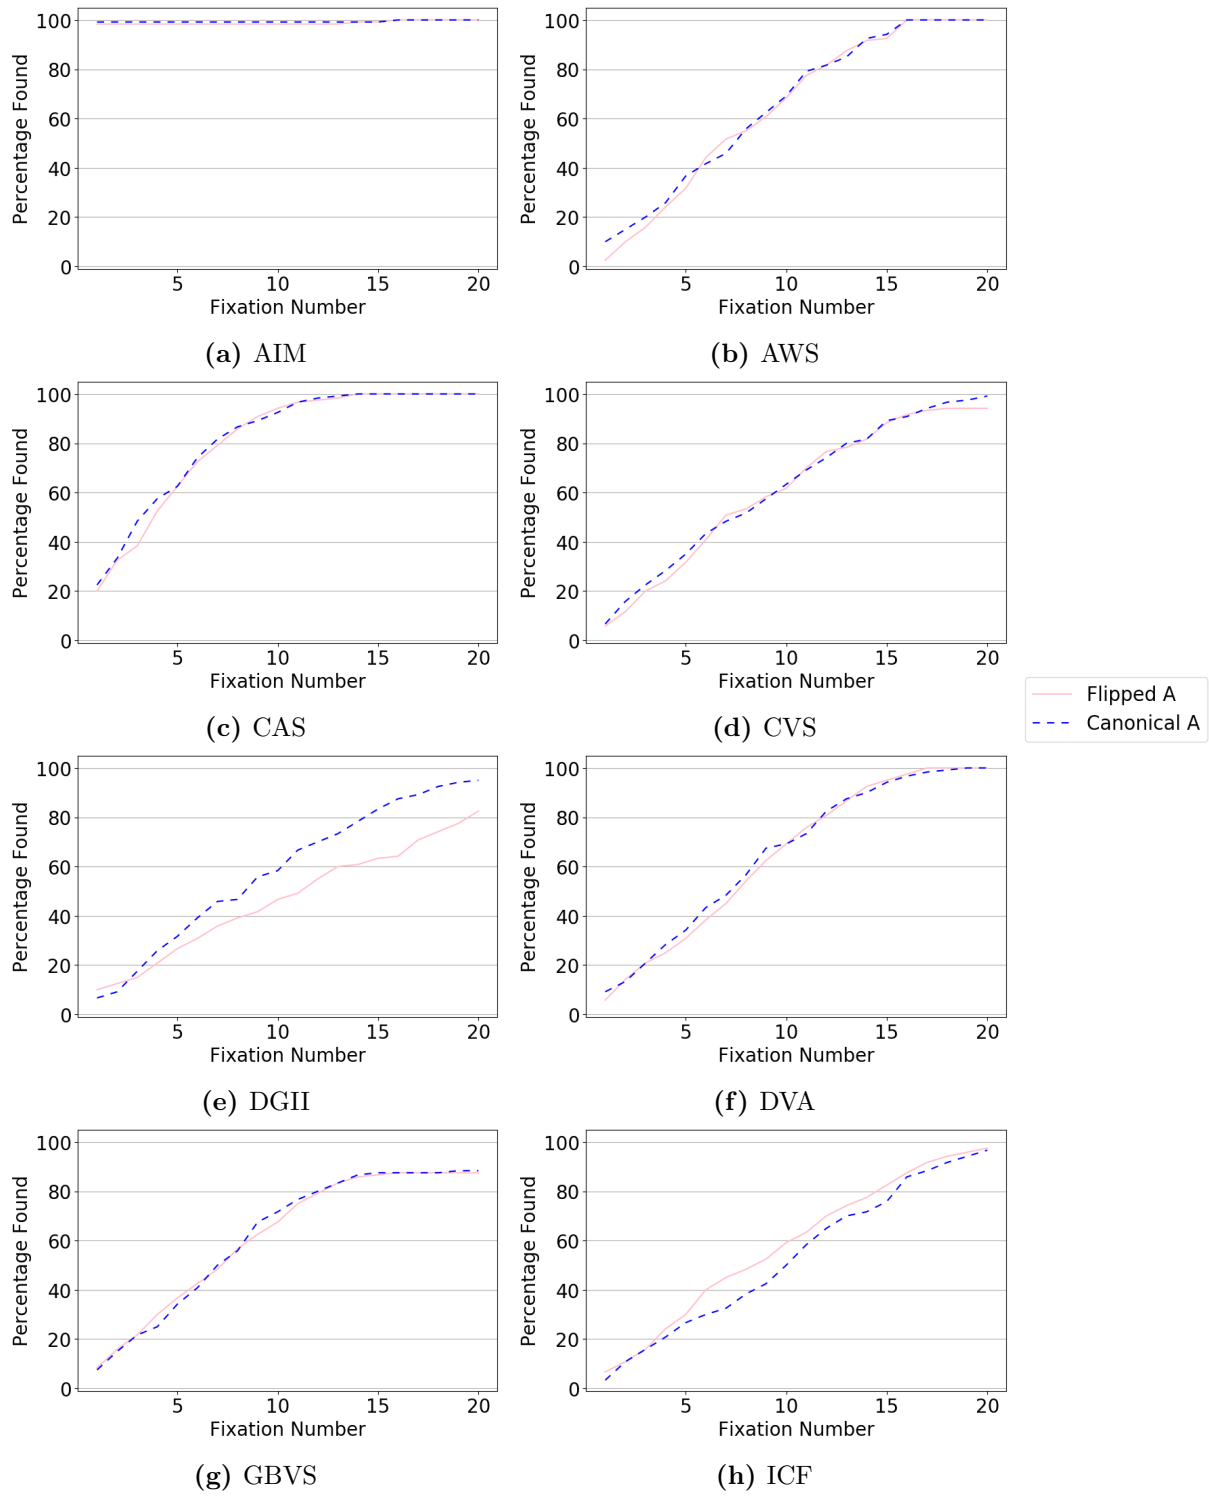 100
80
60
40
20
0
Percentage Found
5 10 15 20
Fixation Number
(a) AIM
100
80
60
40
20
0
Percentage Found
5 10 15 20
Fixation Number
(b) AWS
100
80
60
40
20
0
Percentage Found
5 10 15 20
Fixation Number
(c) CAS
100
80
60
40
20
0
Percentage Found
5 10 15 20
Fixation Number
(d) CVS
Flipped A
Canonical A
100
80
60
40
20
0
Percentage Found
5 10 15 20
Fixation Number
(e) DGII
100
80
60
40
20
0
Percentage Found
5 10 15 20
Fixation Number
(f) DVA
100
80
60
40
20
0
Percentage Found
5 10 15 20
Fixation Number
(g) GBVS
100
80
60
40
20
0
Percentage Found
5 10 15 20
Fixation Number
(h) ICF